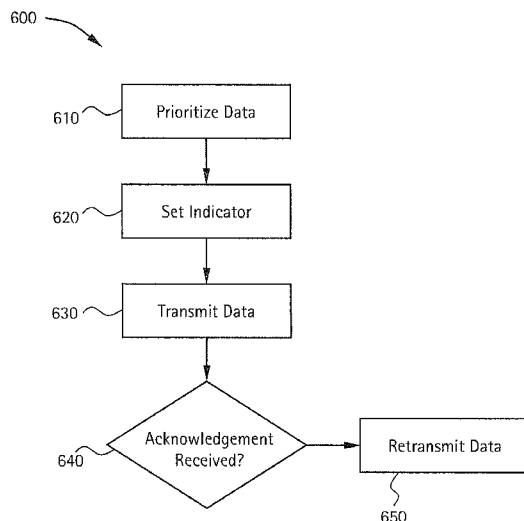 600
610
Prioritize Data
620
Set Indicator
630
Transmit Data
640
Acknowledgement
Received?
Retransmit Data
650